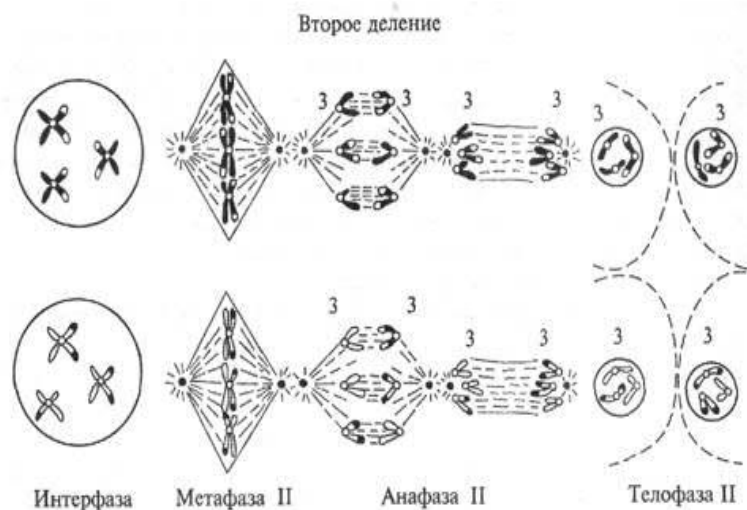 Второе деление
3 3 3 3 3 3
3 3 3 3 3 3
Интерфаза Метафаза II Анафаза II Телофаза II